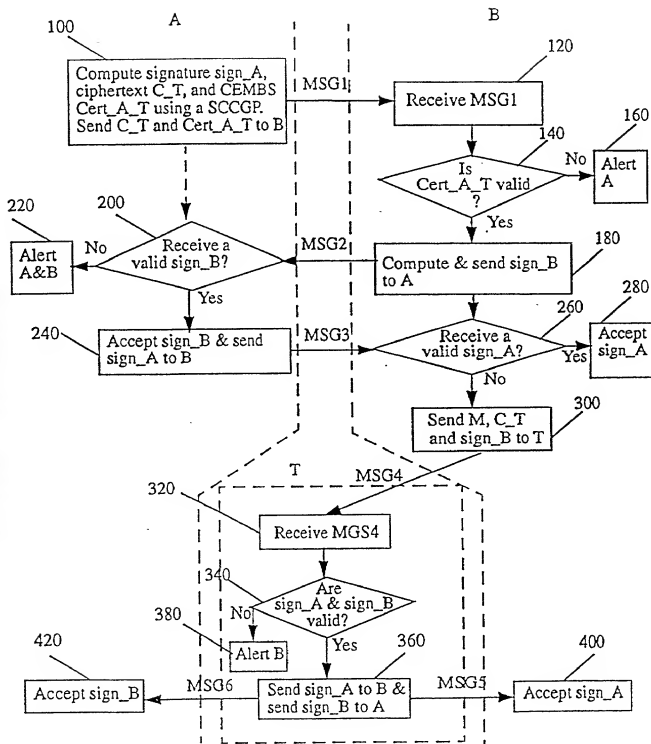 A
B
100
Compute signature sign_A,
ciphertext C_T, and CEMBS
Cert_A_T using a SCCGP.
Send C_T and Cert_A_T to B
MSG1
120
Receive MSG1
140
Is
Cert_A_T valid
?
No
160
Alert
A
Yes
200
Receive a
valid sign_B?
220
Alert
A&B
No
Yes
MSG2
Compute & send sign_B
to A
180
240
Accept sign_B & send
sign_A to B
MSG3
260
Receive a
valid sign_A?
Yes
280
Accept
sign_A
No
Send M, C_T
and sign_B to T
300
T
MSG4
320
Receive MGS4
340
Are
sign_A & sign_B
valid?
No
380
Alert B
Yes
360
Send sign_A to B &
send sign_B to A
MSG6
420
Accept sign_B
MSG5
400
Accept sign_A